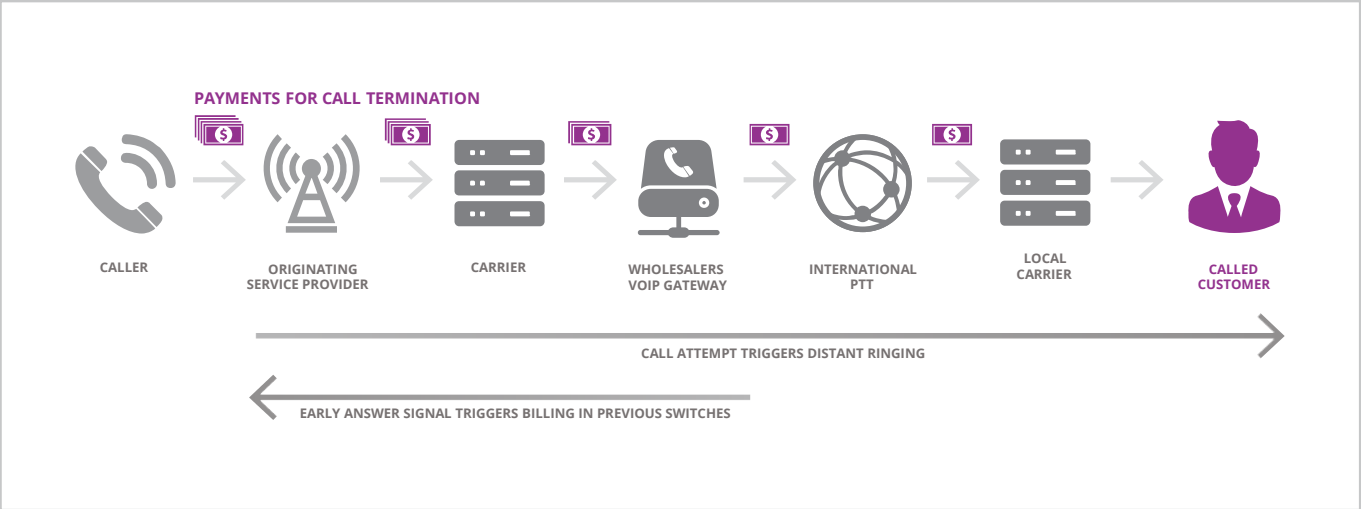 PAYMENTS FOR CALL TERMINATION
$
$
$
$
$
CALLER
ORIGINATING
SERVICE PROVIDER
CARRIER
WHOLESALERS
VOIP GATEWAY
INTERNATIONAL
PTT
LOCAL
CARRIER
CALLED
CUSTOMER
CALL ATTEMPT TRIGGERS DISTANT RINGING
EARLY ANSWER SIGNAL TRIGGERS BILLING IN PREVIOUS SWITCHES